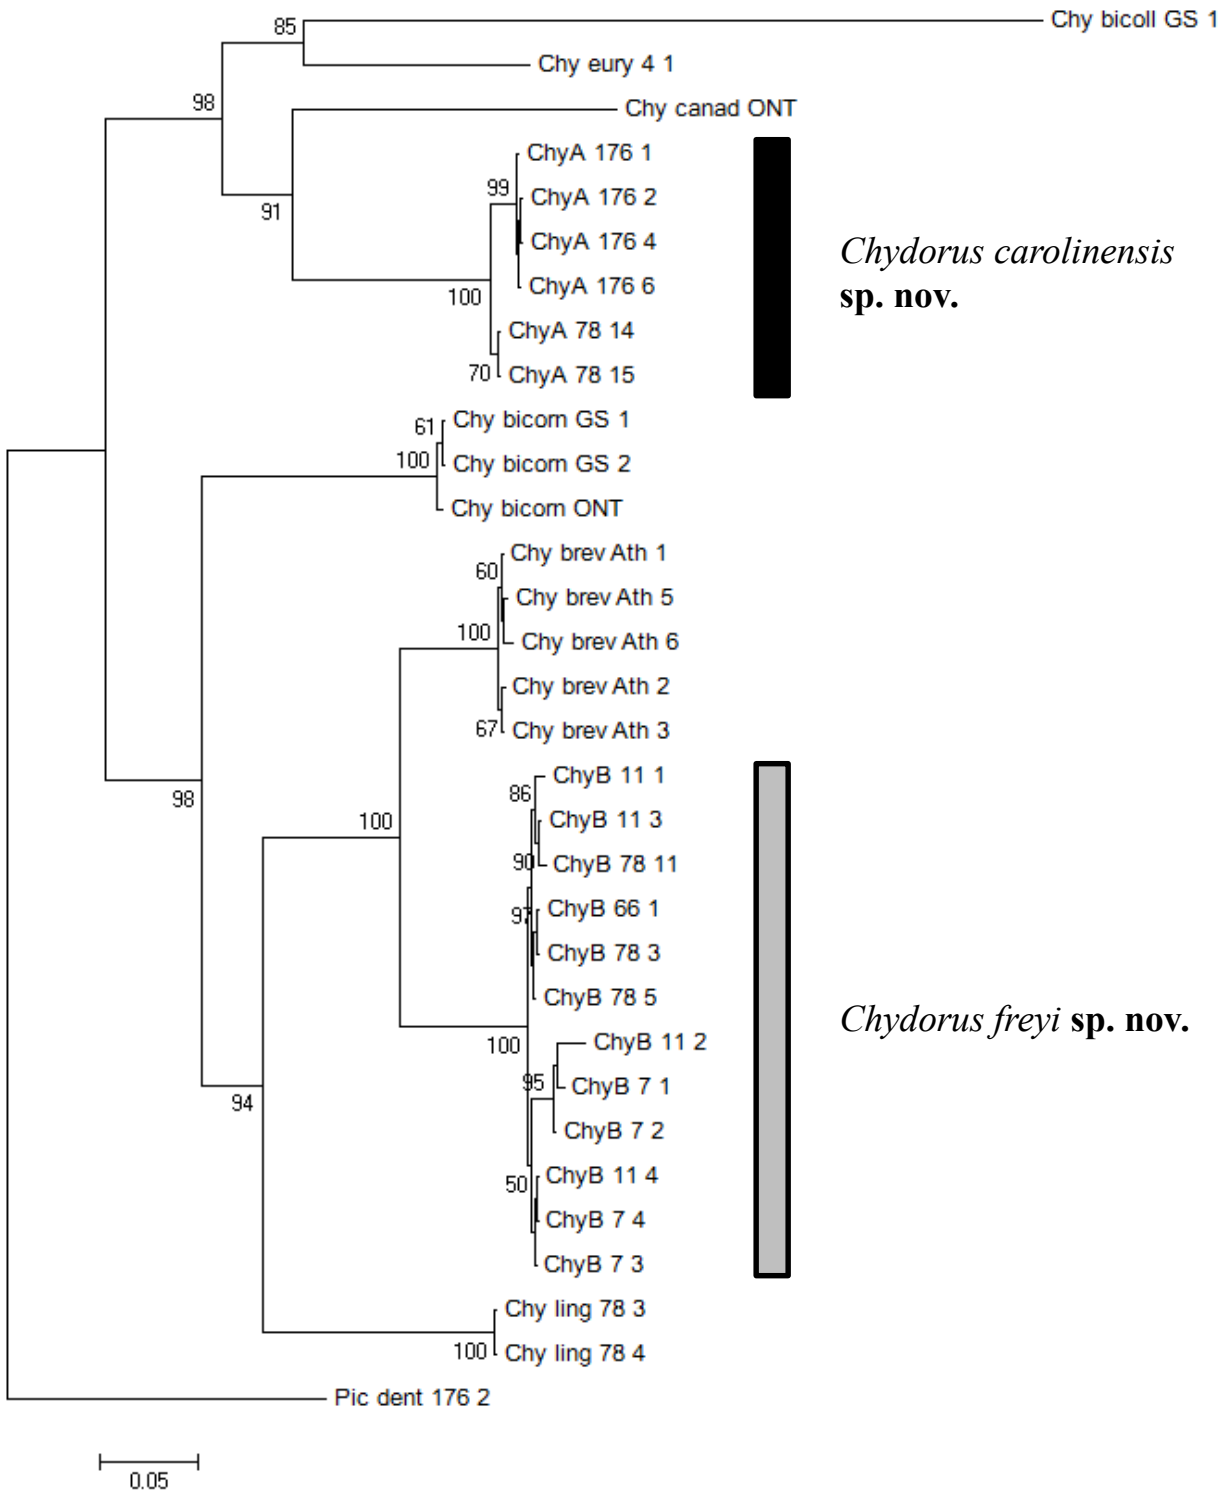 85
Chy bicoll GS 1
Chy eury 4 1
98
Chy canad ONT
ChyA 176 1
99
ChyA 176 2
91
ChyA 176 4
Chydorus carolinensis
sp. nov.
ChyA 176 6
100
ChyA 78 14
70
ChyA 78 15
61
Chy bicorn GS 1
100
Chy bicorn GS 2
Chy bicorn ONT
Chy brev Ath 1
60
Chy brev Ath 5
100
Chy brev Ath 6
Chy brev Ath 2
67
Chy brev Ath 3
ChyB 11 1
86
98
100
ChyB 11 3
90
ChyB 78 11
97
ChyB 66 1
ChyB 78 3
ChyB 78 5
Chydorus freyi sp. nov.
100
ChyB 11 2
95
ChyB 7 1
94
ChyB 7 2
50
ChyB 11 4
ChyB 7 4
ChyB 7 3
Chy ling 78 3
100
Chy ling 78 4
Pic dent 176 2
0.05